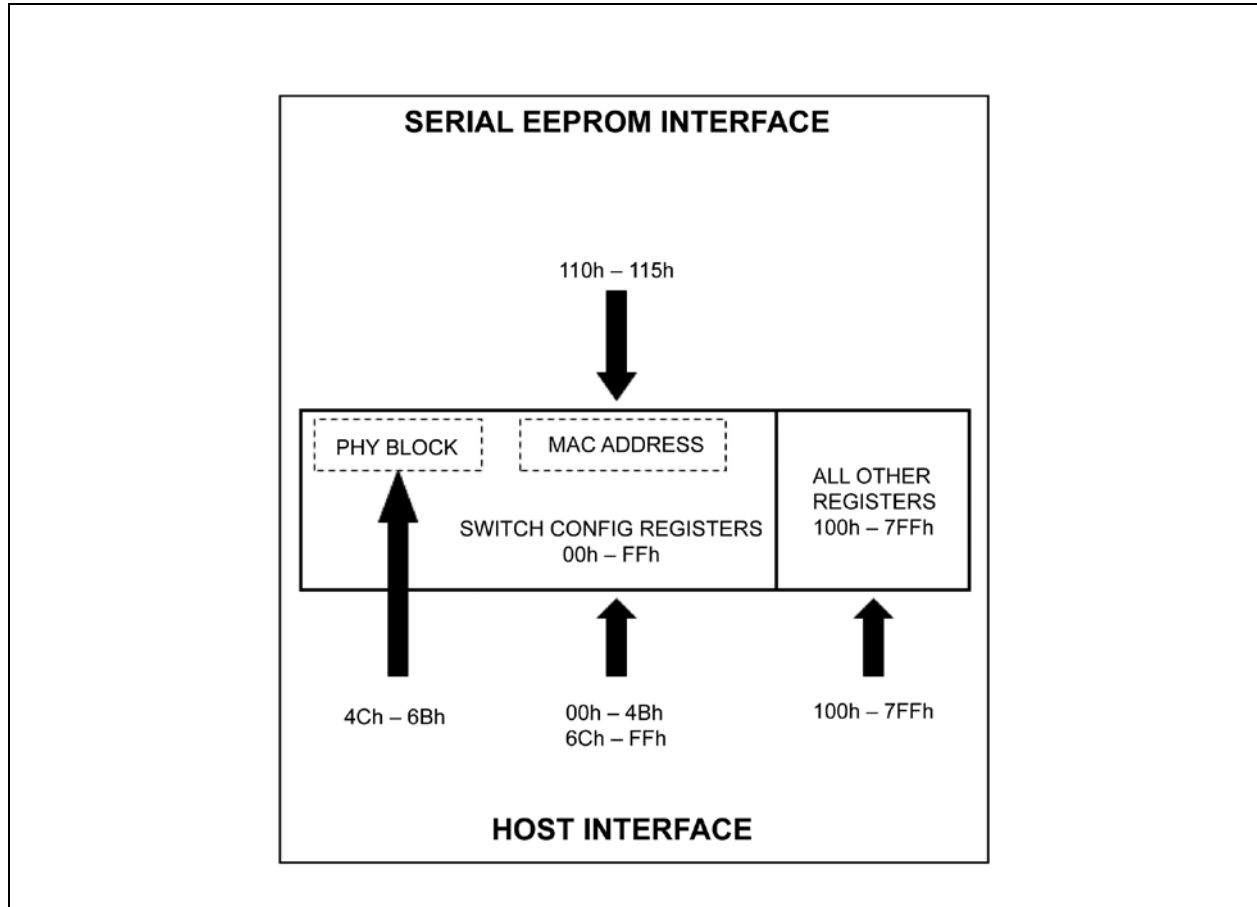 SERIAL EEPROM INTERFACE
110h – 115h
PHY BLOCK
MAC ADDRESS
ALL OTHER
REGISTERS
100h – 7FFh
SWITCH CONFIG REGISTERS
00h – FFh
4Ch – 6Bh
00h – 4Bh
6Ch – FFh
100h – 7FFh
HOST INTERFACE